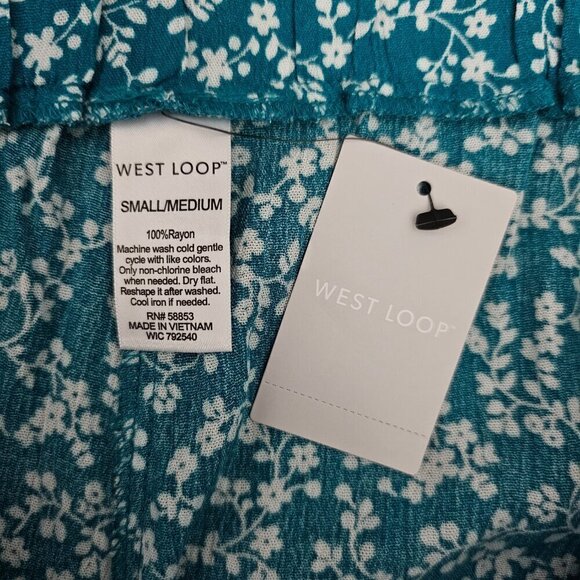 WEST LOOP™
SMALL/MEDIUM
100%Rayon
Machine wash cold gentle
cycle with like colors.
Only non-chlorine bleach
when needed. Dry flat.
Reshape it after washed.
Cool iron if needed.
RN# 58853
MADE IN VIETNAM
WIC 792540
WEST LOOP™